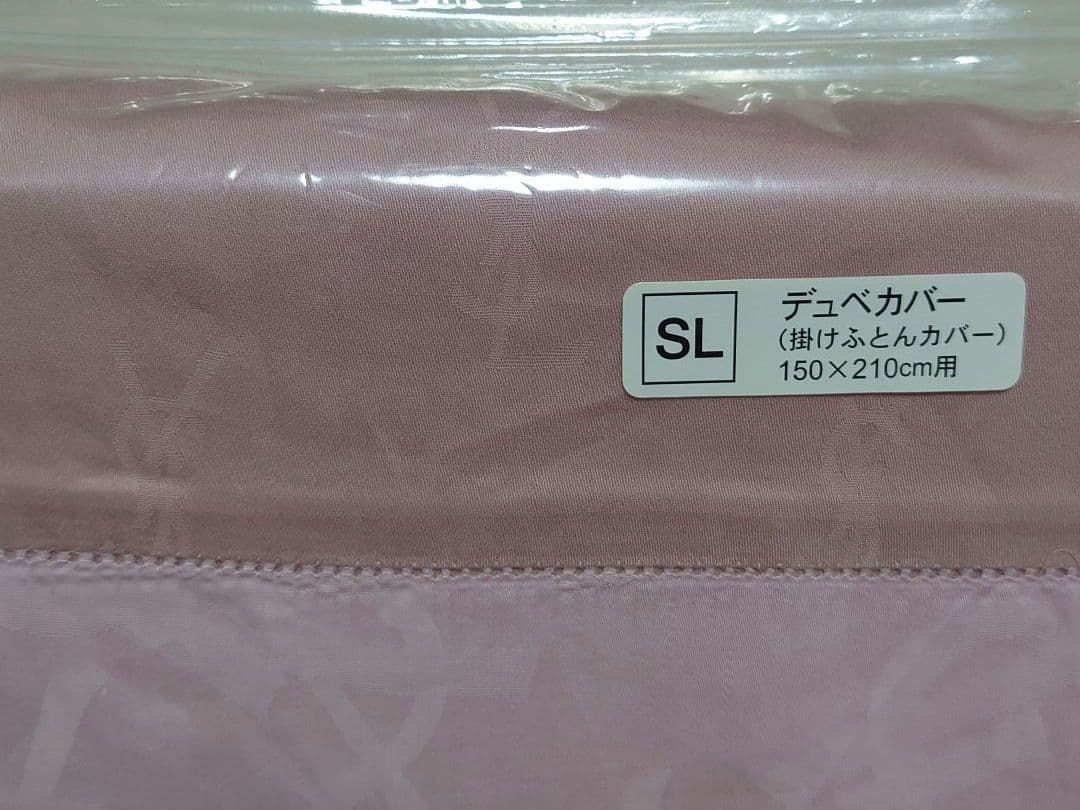 SL
デュベカバー
（掛けふとんカバー）
150×210cm用